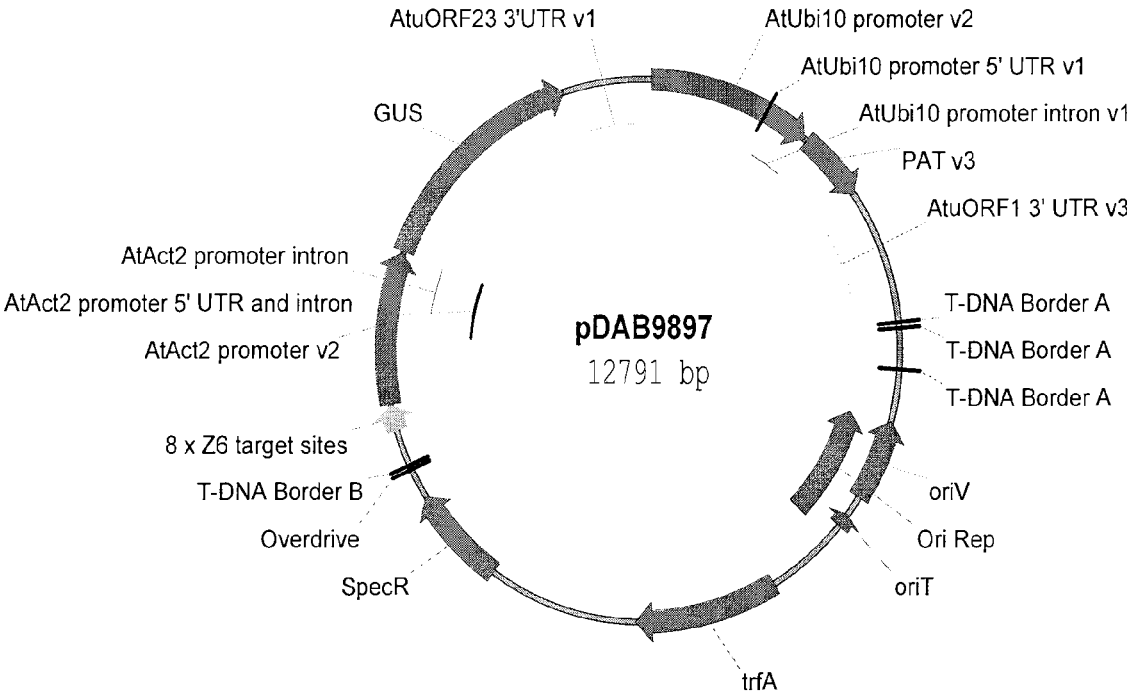 AtuORF23 3'UTR v1
AtUbi10 promoter v2
AtUbi10 promoter 5' UTR v1
GUS
AtUbi10 promoter intron v1
PAT v3
AtuORF1 3' UTR v3
AtAct2 promoter intron
AtAct2 promoter 5' UTR and intron
AtAct2 promoter v2
pDAB9897
12791 bp
T-DNA Border A
T-DNA Border A
T-DNA Border A
8 x Z6 target sites
T-DNA Border B
Overdrive
SpecR
oriV
Ori Rep
oriT
trfA